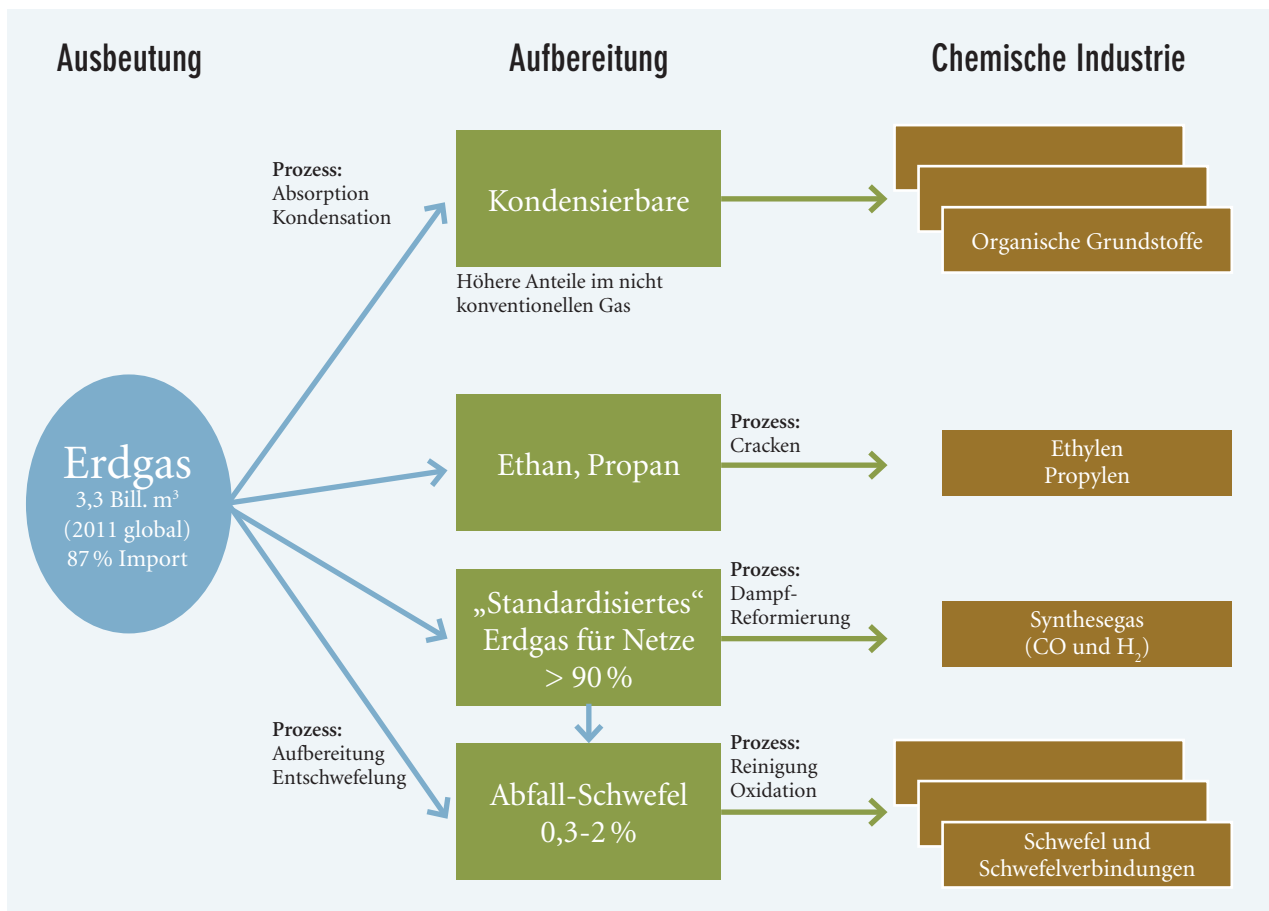 Ausbeutung
Aufbereitung
Chemische Industrie
Prozess:
Absorption
Kondensation
Kondensierbare
Organische Grundstoffe
Höhere Anteile im nicht
konventionellen Gas
Erdgas
3,3 Bill. m³
(2011 global)
87 % Import
Ethan, Propan
Prozess:
Cracken
Ethylen
Propylen
„Standardisiertes“
Erdgas für Netze
> 90 %
Prozess:
Dampf-
Reformierung
Synthesegas
(CO und H₂)
Prozess:
Aufbereitung
Entschwefelung
Abfall-Schwefel
0,3-2 %
Prozess:
Reinigung
Oxidation
Schwefel und
Schwefelverbindungen